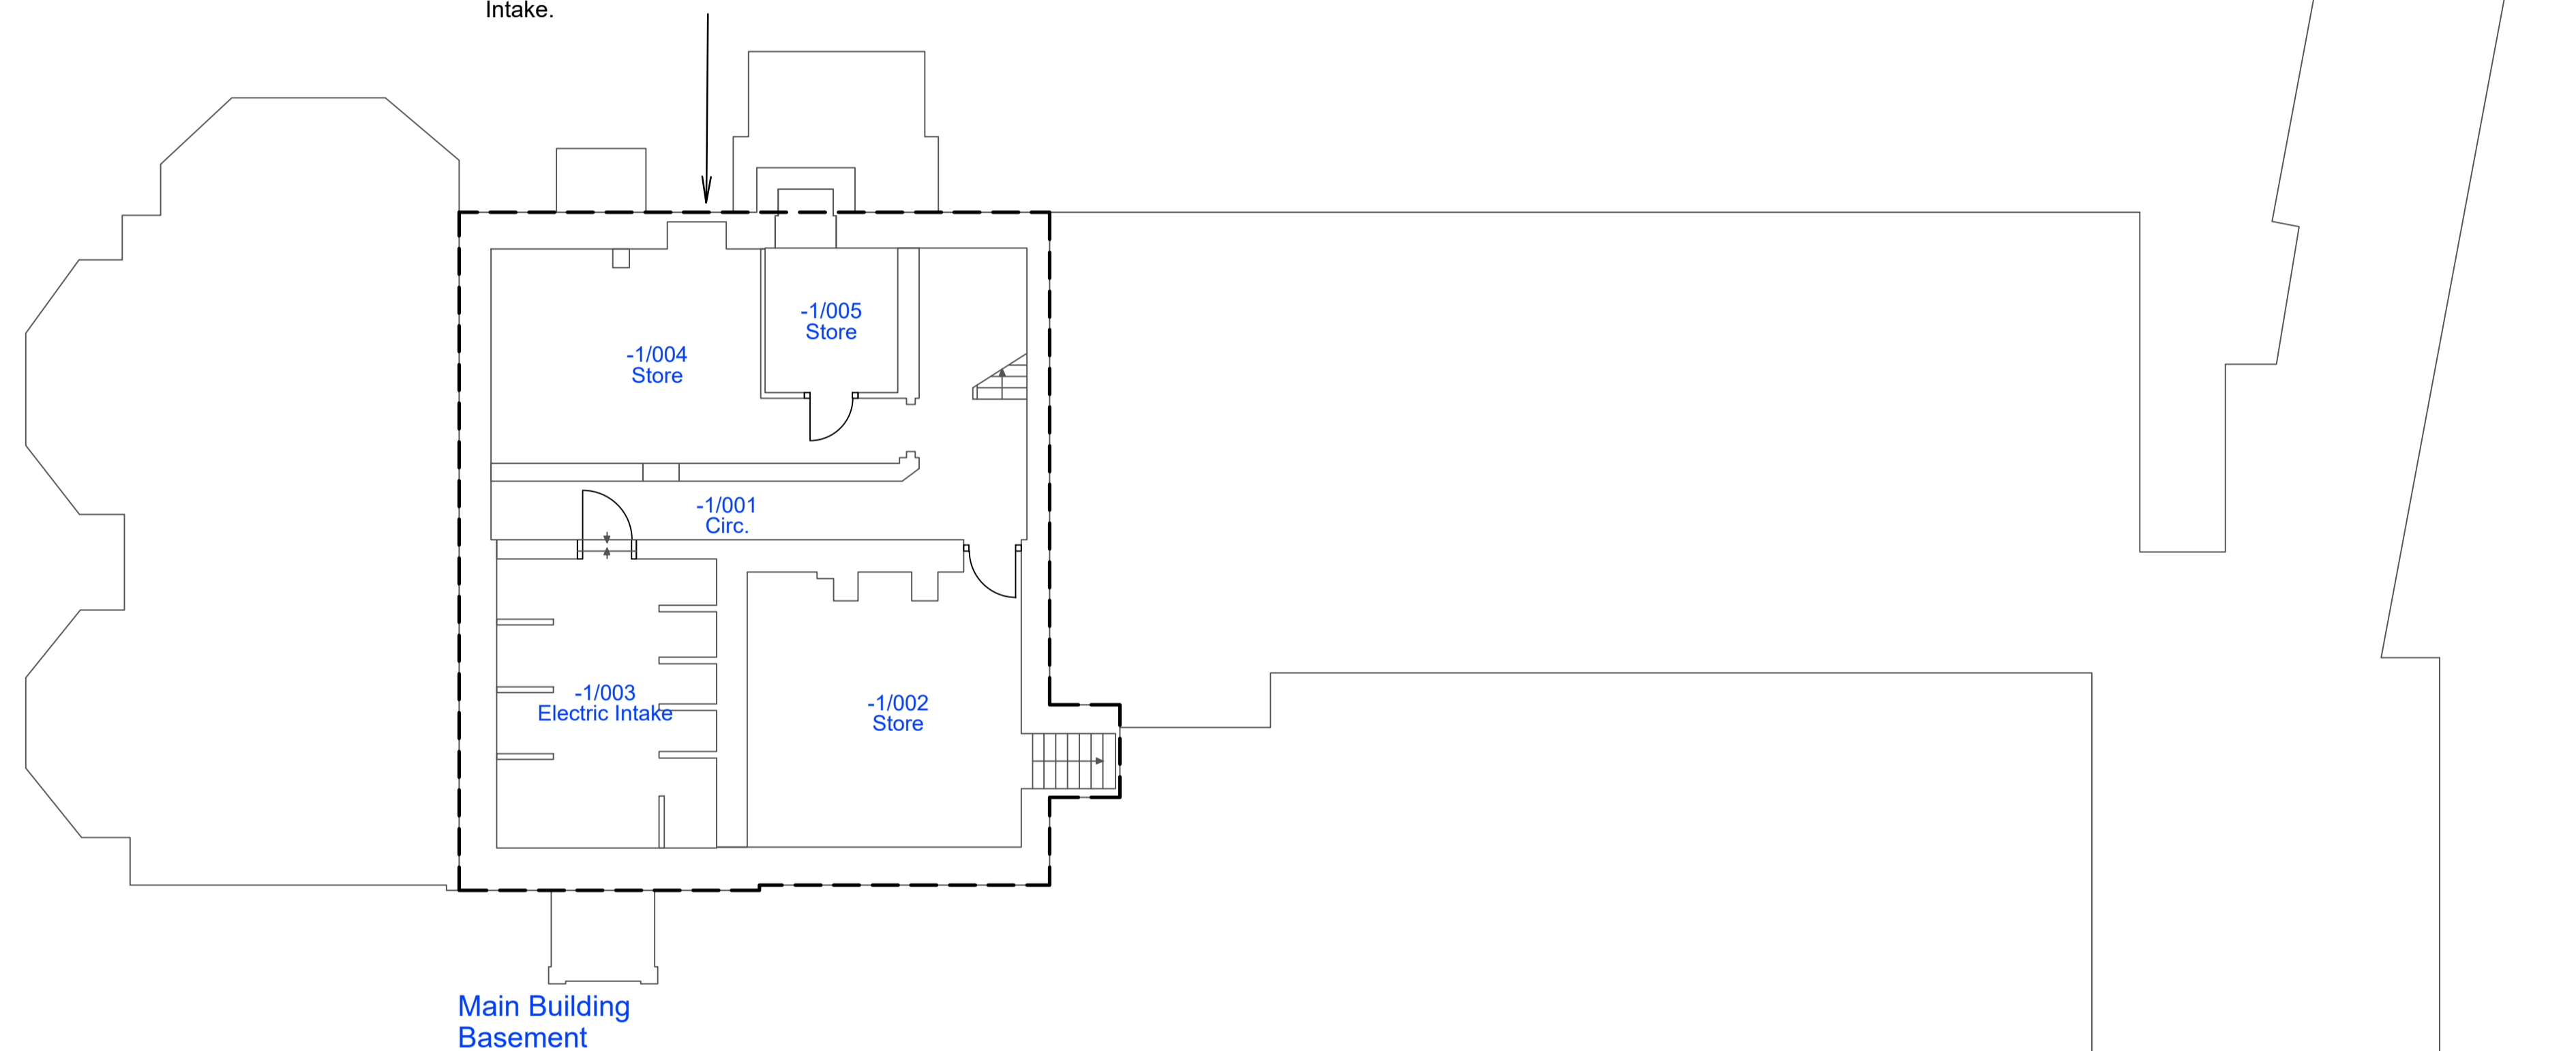 Intake.
-1/005
Store
-1/004
Store
-1/001
Circ.
-1/003
Electric Intake
-1/002
Store
Main Building
Basement